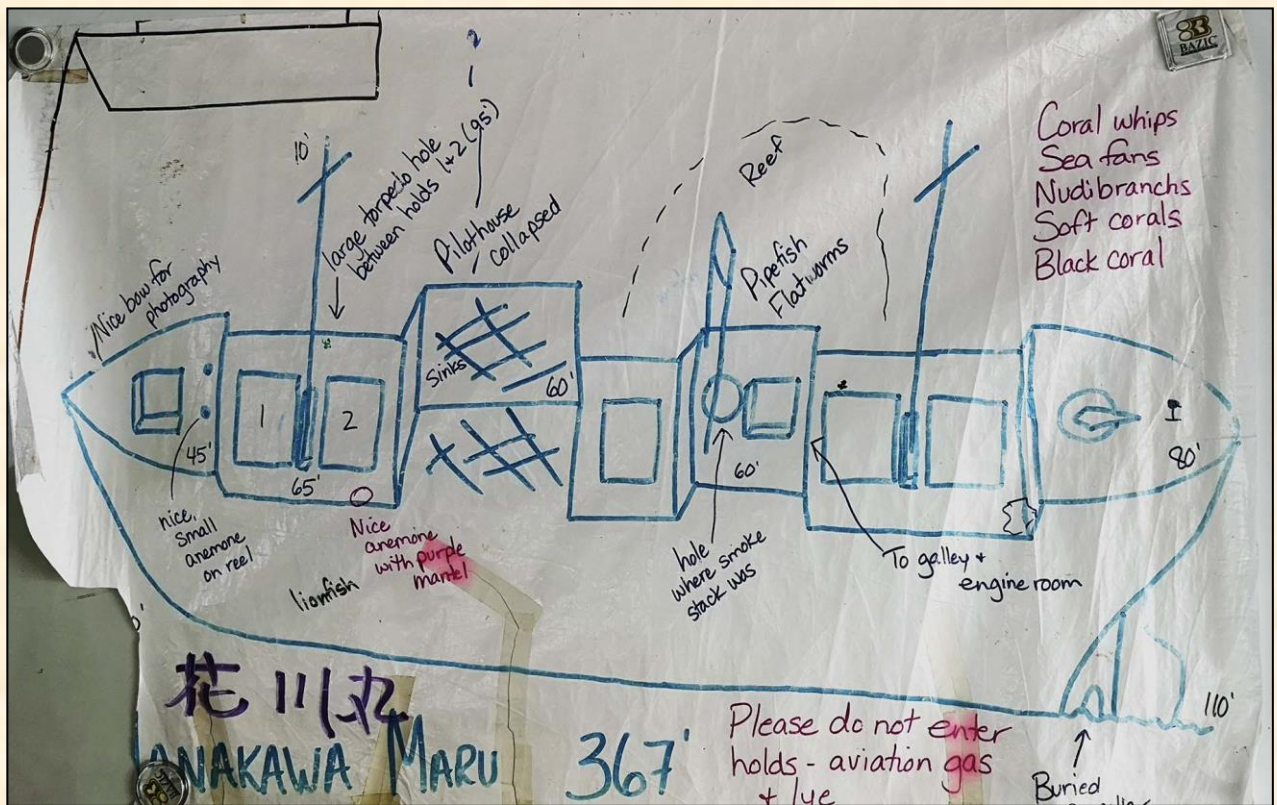 BAZIC
2
10'
large torpedo hole
between holds 1+2 (95')
Pilothouse
collapsed
Reef
Pipefish
Flatworms
Coral whips
Sea fans
Nudibranchs
Soft corals
Black coral
Nice bow for
photography
Sinks
60'
1
2
45'
65'
60'
80'
nice,
small
anemone
on reel
Nice
anemone
with purple
mantel
lionfish
hole
where smoke
stack was
To galley +
engine room
110'
花川丸
ANAKAWA MARU 367'
Please do not enter
holds - aviation gas
+ lye
Buried